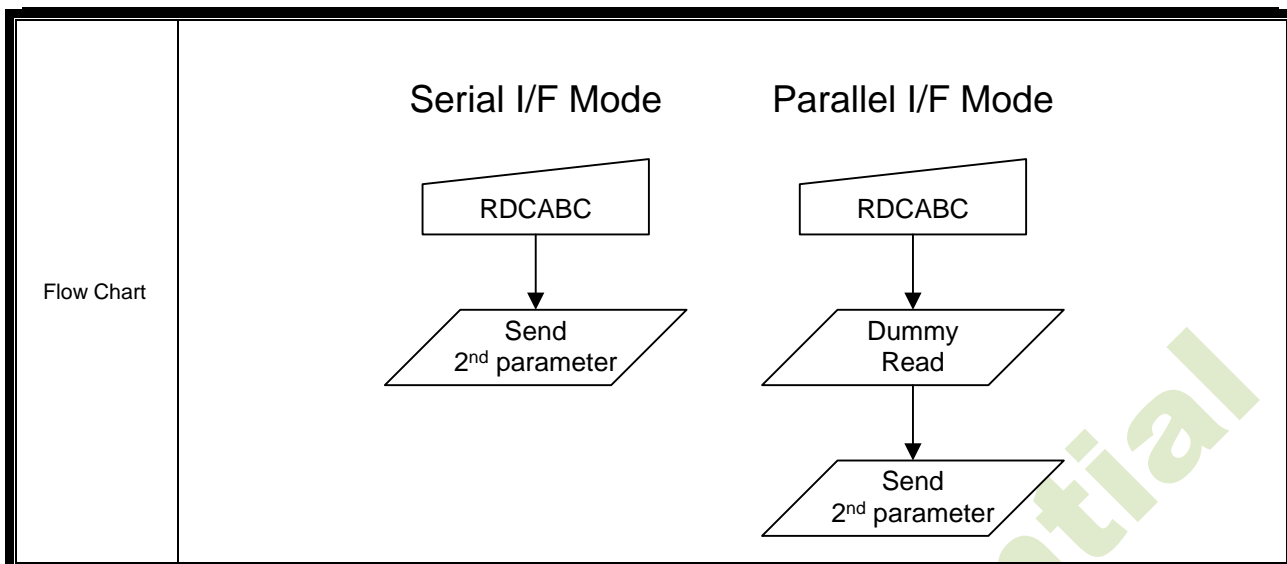 Flow Chart
Serial I/F Mode
RDCABC
Send
2nd parameter
Parallel I/F Mode
RDCABC
Dummy
Read
Send
2nd parameter